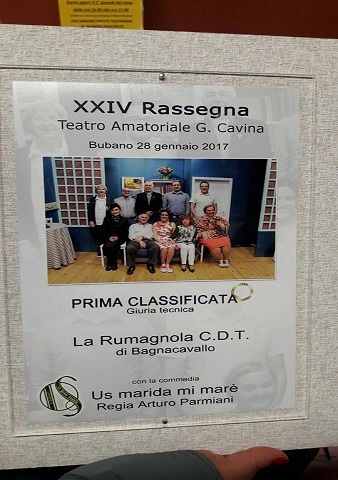 XXIV Rassegna
Teatro Amatoriale G. Cavina
Bubano 28 gennaio 2017
PRIMA CLASSIFICATA
Giuria tecnica
La Rumagnola C.D.T.
di Bagnacavallo
con la commedia
Us marida mi marè
Regia Arturo Parmiani